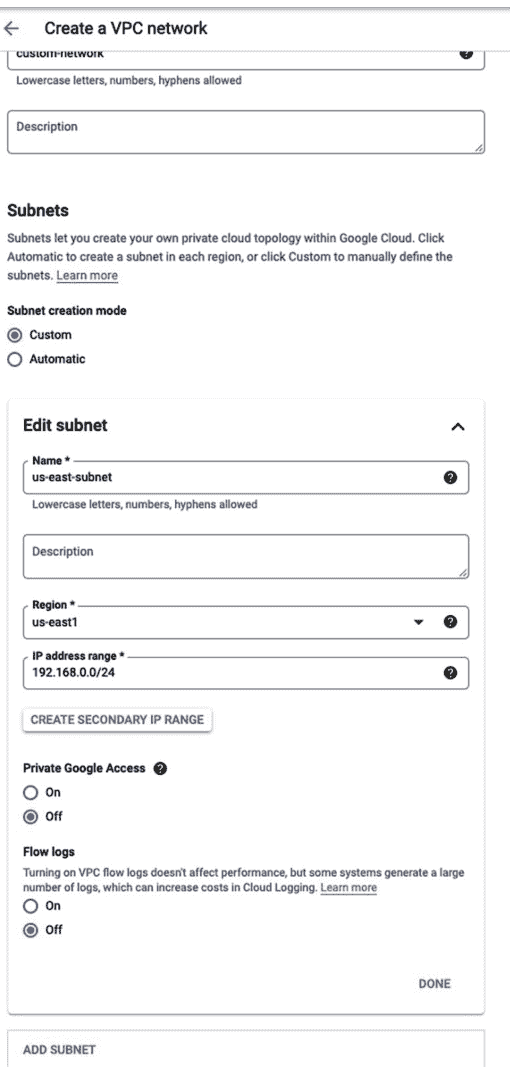 Create a VPC network
custom-network
Lowercase letters, numbers, hyphens allowed
Description
Subnets
Subnets let you create your own private cloud topology within Google Cloud. Click
Automatic to create a subnet in each region, or click Custom to manually define the
subnets. Learn more
Subnet creation mode
Custom
Automatic
Edit subnet
Name *
us-east-subnet
Lowercase letters, numbers, hyphens allowed
Description
Region *
us-east1
IP address range *
192.168.0.0/24
CREATE SECONDARY IP RANGE
Private Google Access
On
Off
Flow logs
Turning on VPC flow logs doesn't affect performance, but some systems generate a large
number of logs, which can increase costs in Cloud Logging. Learn more
On
Off
DONE
ADD SUBNET